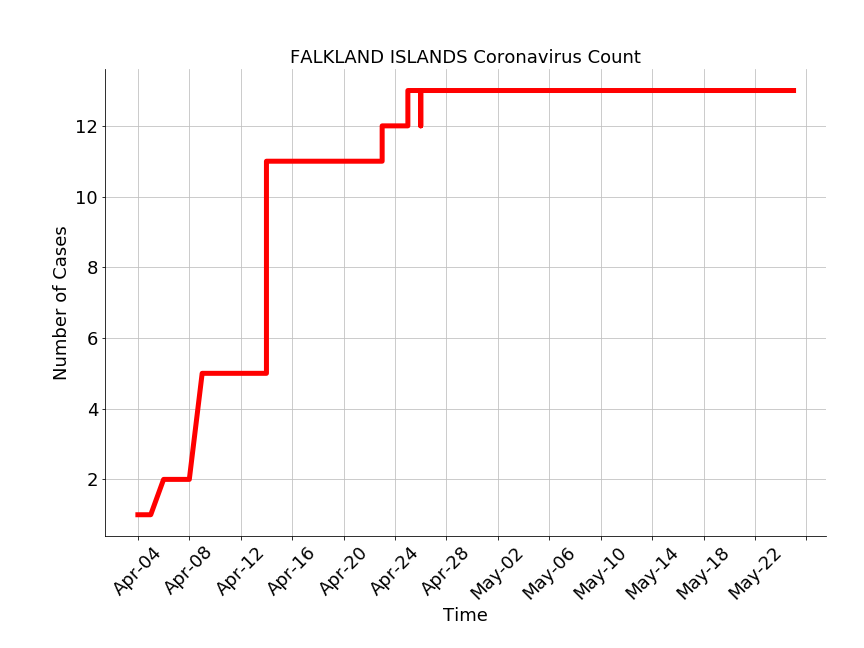 FALKLAND ISLANDS Coronavirus Count
Number of Cases
12
10
8
6
4
2
Apr-04
Apr-08
Apr-12
Apr-16
Apr-20
Apr-24
Apr-28
May-02
May-06
May-10
May-14
May-18
May-22
Time